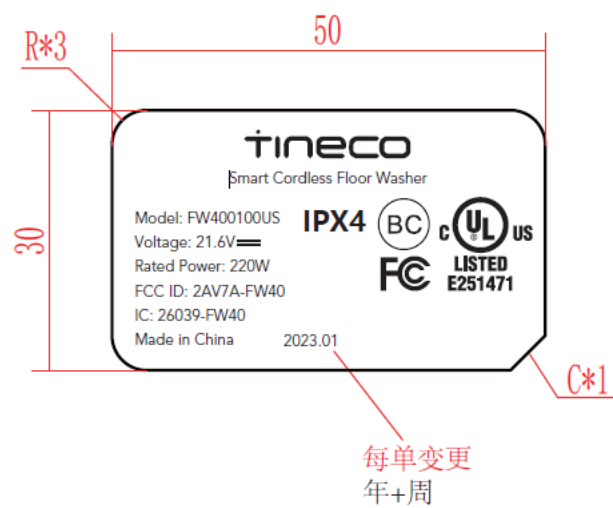 50
R*3
30
TINECO
Smart Cordless Floor Washer
Model: FW400100US
Voltage: 21.6V
Rated Power: 220W
FCC ID: 2AV7A-FW40
IC: 26039-FW40
Made in China
2023.01
IPX4
BC
FC
C UL US
®
LISTED
E251471
C*1
每单变更
年+周